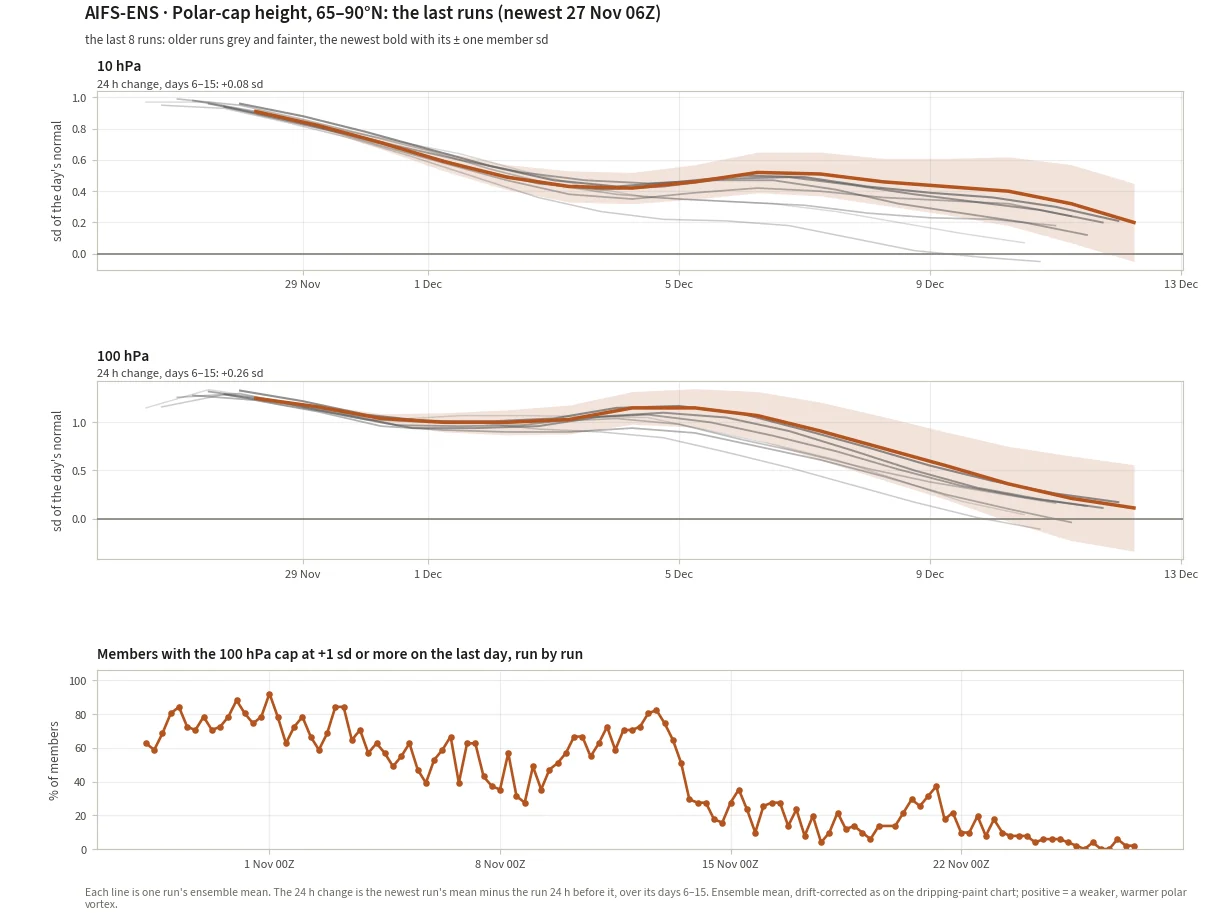 AIFS-ENS · Polar-cap height, 65–90°N: the last runs (newest 27 Nov 06Z)
the last 8 runs: older runs grey and fainter, the newest bold with its ± one member sd
10 hPa
24 h change, days 6–15: +0.08 sd
sd of the day's normal
1.0
0.8
0.6
0.4
0.2
0.0
29 Nov
1 Dec
5 Dec
9 Dec
13 Dec
100 hPa
24 h change, days 6–15: +0.26 sd
sd of the day's normal
1.0
0.5
0.0
29 Nov
1 Dec
5 Dec
9 Dec
13 Dec
Members with the 100 hPa cap at +1 sd or more on the last day, run by run
% of members
100
80
60
40
20
0
1 Nov 00Z
8 Nov 00Z
15 Nov 00Z
22 Nov 00Z
Each line is one run's ensemble mean. The 24 h change is the newest run's mean minus the run 24 h before it, over its days 6–15. Ensemble mean, drift-corrected as on the dripping-paint chart; positive = a weaker, warmer polar
vortex.